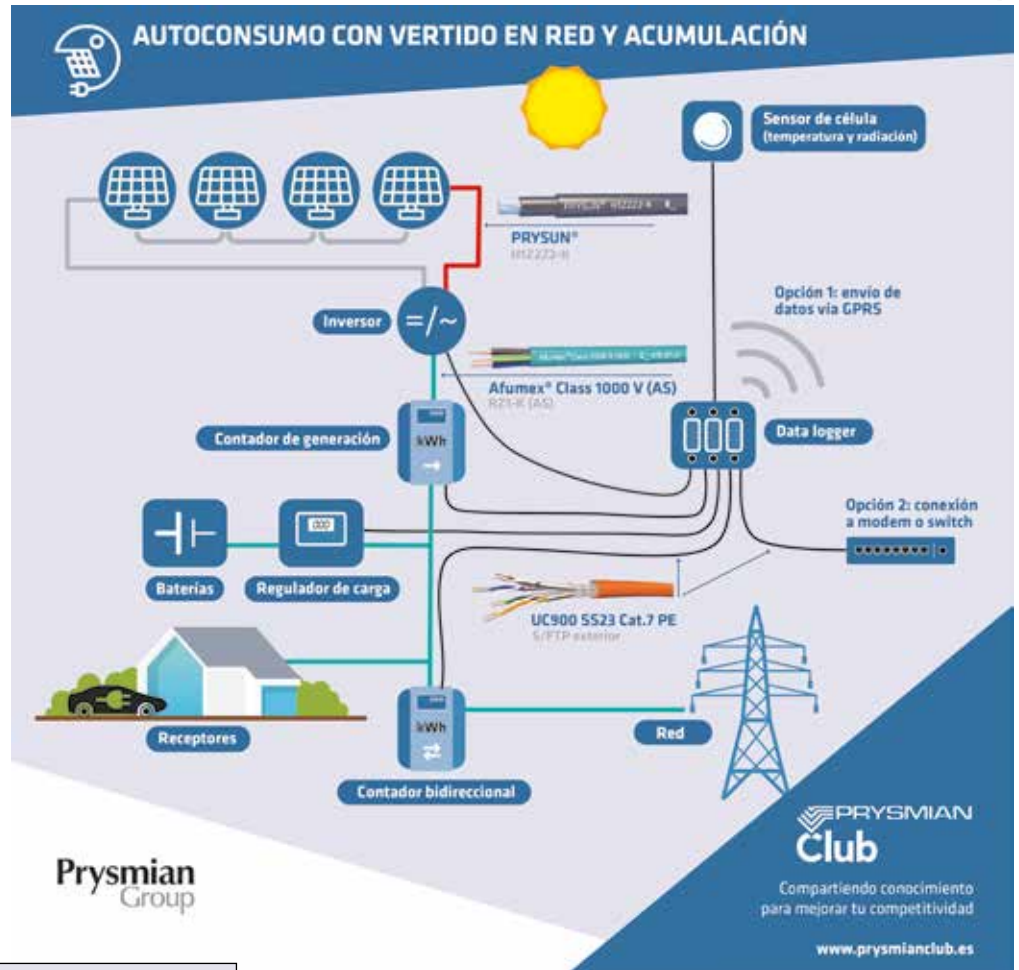 AUTOCONSUMO CON VERTIDO EN RED Y ACUMULACIÓN
Sensor de célula
(temperatura y radiación)
PRYSUN® H1Z2Z2-K
PRYSUN®
H1Z2Z2-K
Opción 1: envío de
datos vía GPRS
Inversor
=/~
Afumex® Class 1000 V (AS)
RZ1-K (AS)
Contador de generación
kWh
Data logger
Opción 2: conexión
a modem o switch
Baterías
Regulador de carga
UC900 SS23 Cat.7 PE
S/FTP exterior
Receptores
kWh
Red
Contador bidireccional
PRYSMIAN
Club
Prysmian
Group
Compartiendo conocimiento
para mejorar tu competitividad
www.prysmianclub.es